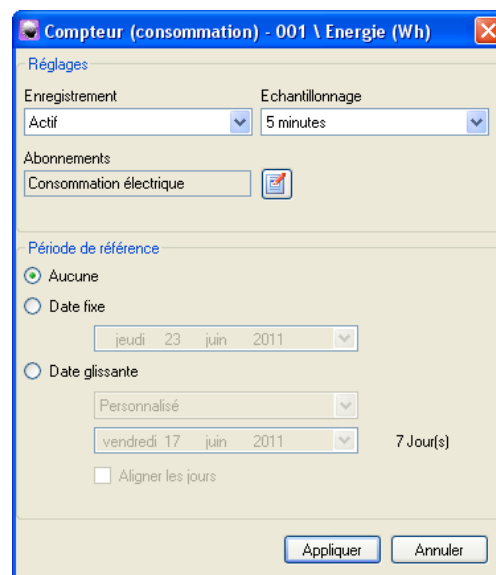 Compteur (consommation) - 001 \ Energie (Wh)
Réglages
Enregistrement Echantillonnage
Actif 5 minutes
Abonnements
Consommation électrique
Période de référence
Aucune
Date fixe
jeudi 23 juin 2011
Date glissante
Personnalisé
vendredi 17 juin 2011 7 Jour(s)
Aligner les jours
Appliquer Annuler